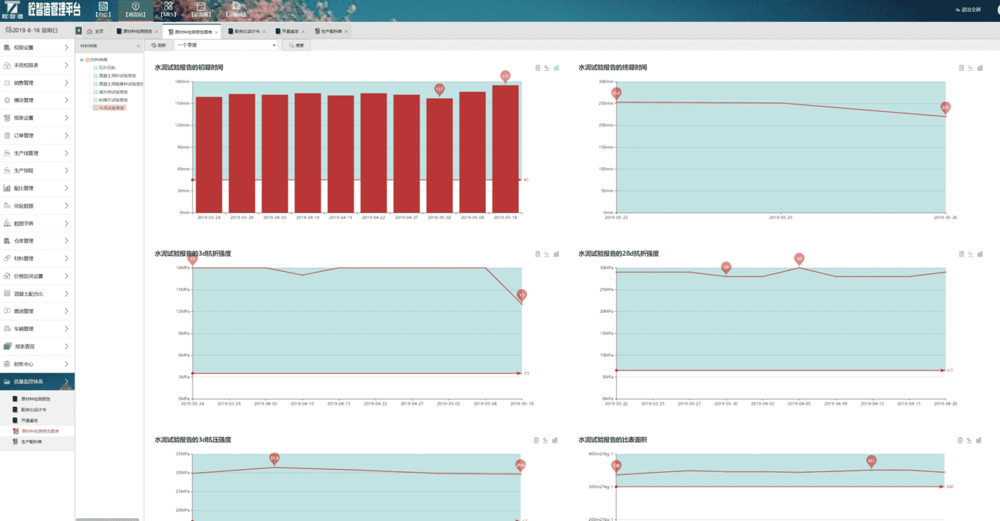 砼智造管理平台
砼智造
【办公】
【商混站】
【MES】
【设备商】
【运输商】
退出全屏
2019-6-16 星期日
主页
原材料检测报告
原材料检测报告图表
配合比设计书
开盘鉴定
生产配料单
权限设置
未用权限表
销售管理
模块管理
报表设置
订单管理
生产线管理
生产排程
配比管理
化验数据
数据字典
仓库管理
材料管理
价格区间设置
混凝土配合比
燃油管理
车辆管理
报表查询
财务中心
质量监控体系
原材料检测报告
配合比设计书
开盘鉴定
原材料检测报告图表
生产配料单
材料种类
材料种类
石灰石粉
混凝土用砂试验报告
混凝土用粗骨料试验报告
减水剂试验报告
粉煤灰试验报告
水泥试验报告
刷新
一个季度
搜索
水泥试验报告的初凝时间
180min
150min
120min
90min
60min
30min
0min
157
45
2019-03-24
2019-03-29
2019-04-03
2019-04-10
2019-04-15
2019-04-22
2019-04-27
2019-05-02
2019-05-08
2019-05-18
水泥试验报告的终凝时间
300min
250min
200min
150min
100min
50min
0min
220
2019-05-23
2019-05-25
2019-05-26
水泥试验报告的3d抗折强度
18MPa
15MPa
12MPa
9MPa
6MPa
3MPa
0MPa
18
13
3.5
2019-03-24
2019-03-29
2019-04-03
2019-04-10
2019-04-15
2019-04-22
2019-04-27
2019-05-02
2019-05-08
2019-05-18
水泥试验报告的28d抗折强度
30MPa
25MPa
20MPa
15MPa
10MPa
5MPa
0MPa
28
30
6.5
2019-03-22
2019-03-25
2019-03-27
2019-03-30
2019-04-02
2019-04-05
2019-04-09
2019-04-12
2019-04-15
2019-04-20
水泥试验报告的3d抗压强度
35MPa
30MPa
25MPa
20MPa
31.4
29.6
水泥试验报告的比表面积
400m27kg-1
300m27kg-1
200m27kg-1
351
300